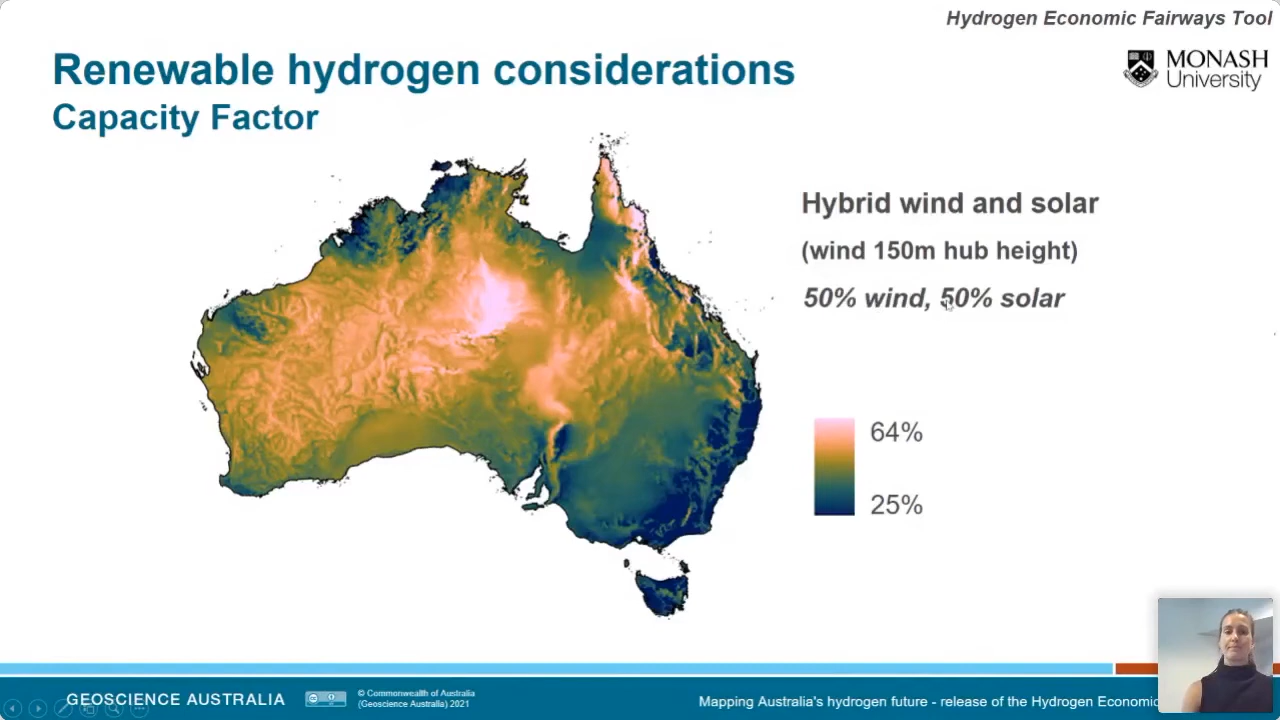 Hydrogen Economic Fairways Tool
Renewable hydrogen considerations
Capacity Factor
MONASH
University
Hybrid wind and solar
(wind 150m hub height)
50% wind, 50% solar
64%
25%
GEOSCIENCE AUSTRALIA
© Commonwealth of Australia
(Geoscience Australia) 2021
Mapping Australia's hydrogen future - release of the Hydrogen Economic